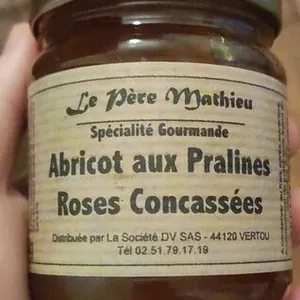 Le Père Mathieu
Spécialité Gourmande
Abricot aux Pralines
Roses Concassées
Distribuée par La Société DV SAS - 44120 VERTOU
Tél 02.51.79.17.19